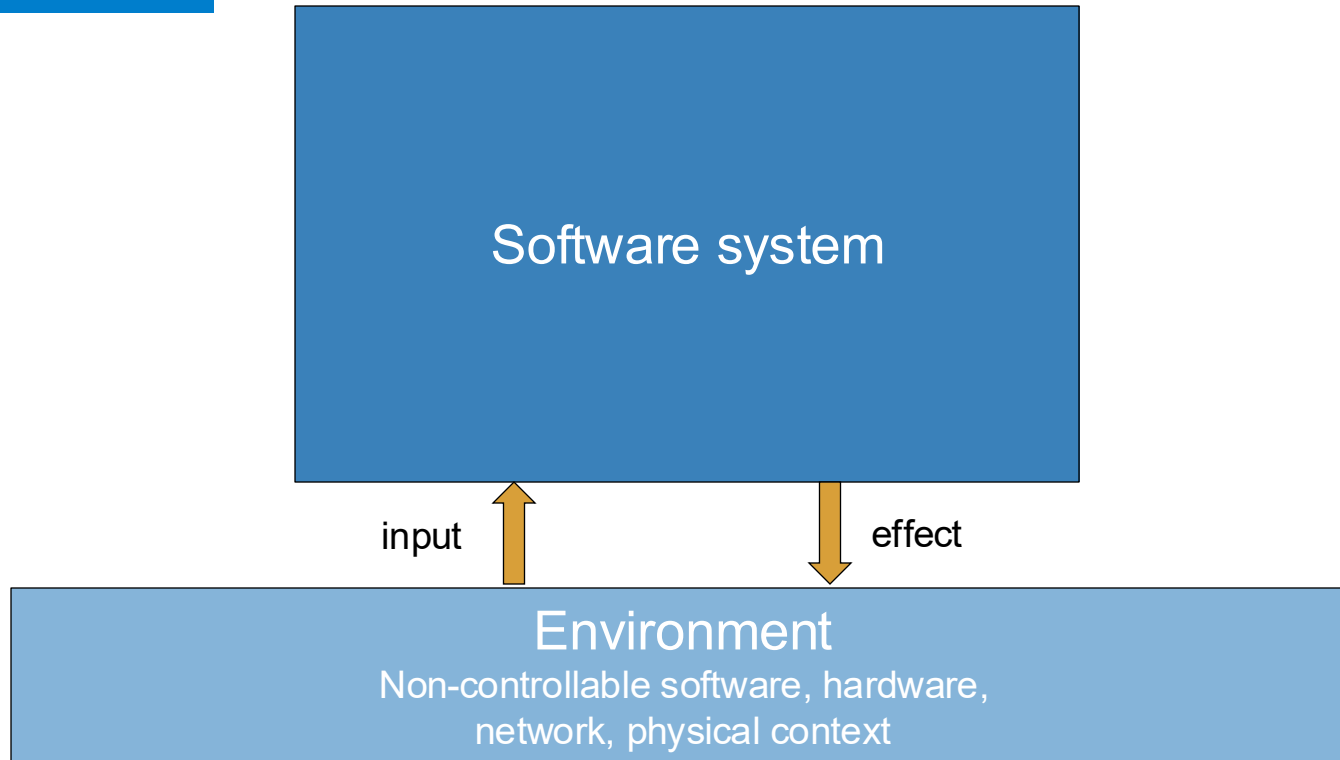 Software system
input
effect
Environment
Non-controllable software, hardware,
network, physical context